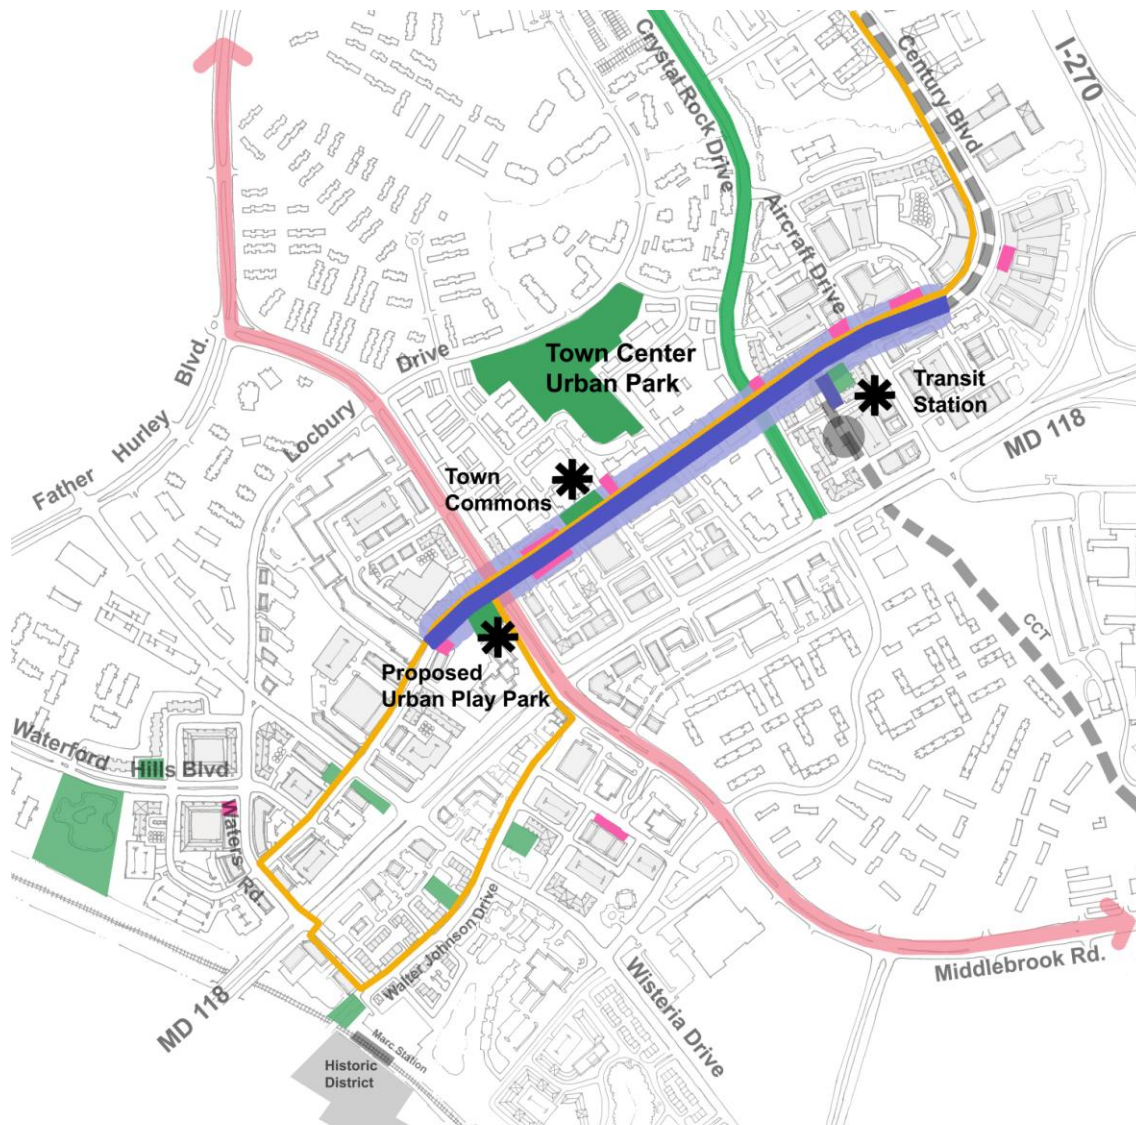 I-270
Century Blvd
Crystal Rock Drive
Aircraft Drive
Town Center
Urban Park
Drive
Blvd.
Hurley
Father
Locbury
Transit
Station
MD 118
Town
Commons
CCT
Proposed
Urban Play Park
Waterford
Hills Blvd.
Waters
Rd.
Walter Johnson Drive
Wisteria Drive
Middlebrook Rd.
MD 118
Marc Station
Historic
District